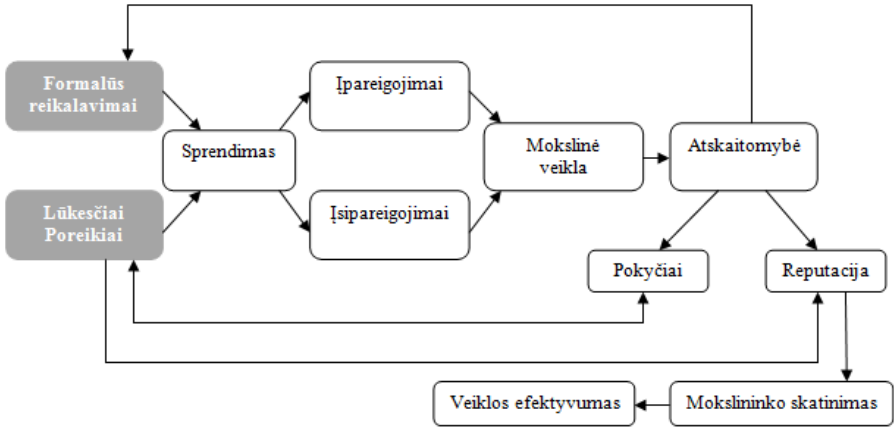 Formalūs
reikalavimai
Įpareigojimai
Sprendimas
Mokslinė
veikla
Atskaitomybė
Lūkesčiai
Poreikiai
Įsipareigojimai
Pokyčiai
Reputacija
Veiklos efektyvumas
Mokslininko skatinimas